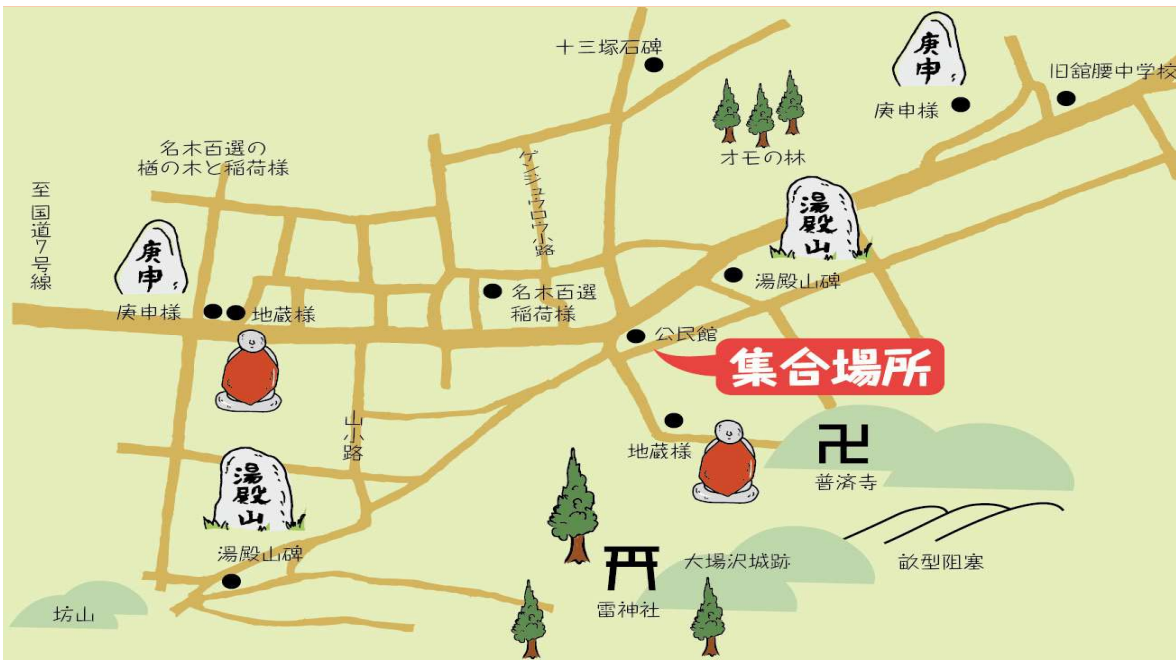 十三塚石碑
庚申
庚申様
旧舘腰中学校
オモの林
名木百選の
楢の木と稲荷様
ゲンシュウロウ小路
至 国道7号線
湯殿山
湯殿山碑
庚申
庚申様
地蔵様
名木百選
稲荷様
公民館
集合場所
山小路
地蔵様
卍
普済寺
湯殿山
湯殿山碑
大場沢城跡
畝型阻塞
雷神社
坊山